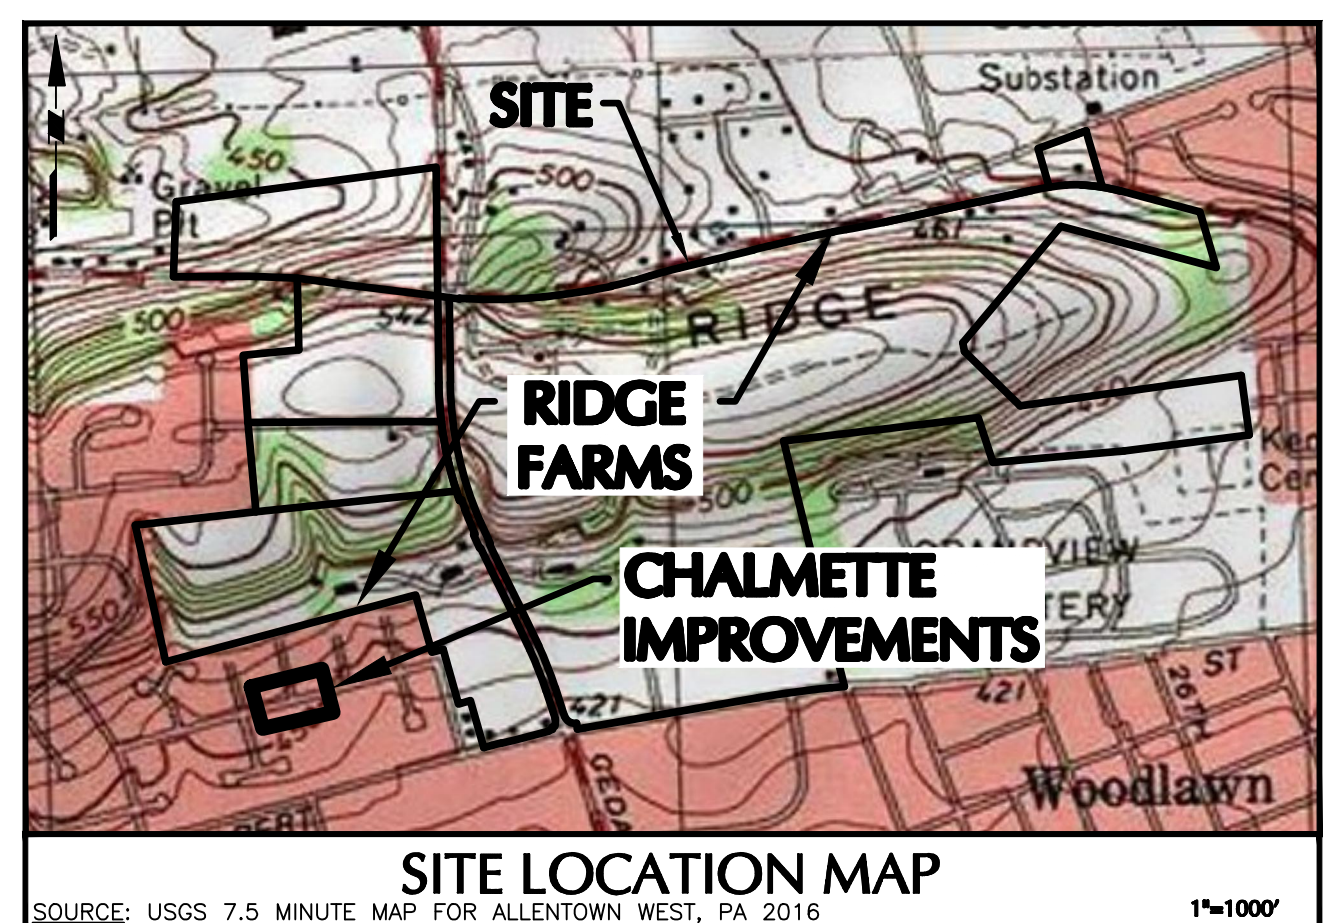 Substation
SITE
450
Gravel
Pit
500
461
500
542
RIDGE
RIDGE
FARMS
500
CHALMETTE
IMPROVEMENTS
550
421
421
26TH
ST
Woodlawn
SITE LOCATION MAP
SOURCE: USGS 7.5 MINUTE MAP FOR ALLENTOWN WEST, PA 2016
1"=1000'